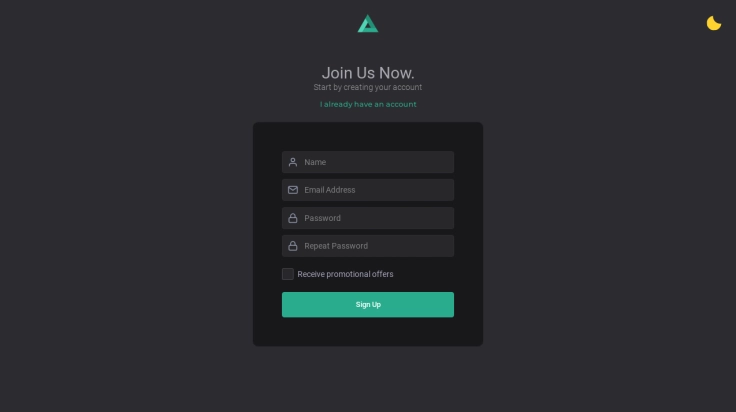 Join Us Now.
Start by creating your account
I already have an account
Name
Email Address
Password
Repeat Password
Receive promotional offers
Sign Up